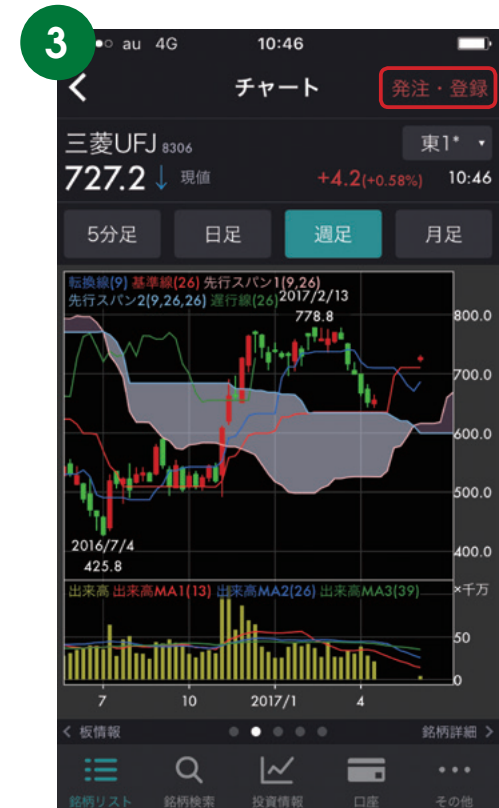 3
au 4G 10:46
チャート 発注・登録
三菱UFJ 8306 東1*
727.2 ↓ 現値 +4.2(+0.58%) 10:46
5分足 日足 週足 月足
転換線(9) 基準線(26) 先行スパン1(9,26)
先行スパン2(9,26,26) 遅行線(26)
2017/2/13
778.8
800.0
700.0
600.0
500.0
400.0
2016/7/4
425.8
出来高 出来高MA1(13) 出来高MA2(26) 出来高MA3(39) ×千万
50
0
7 10 2017/1 4
< 板情報 銘柄詳細 >
銘柄リスト 銘柄検索 投資情報 口座 その他